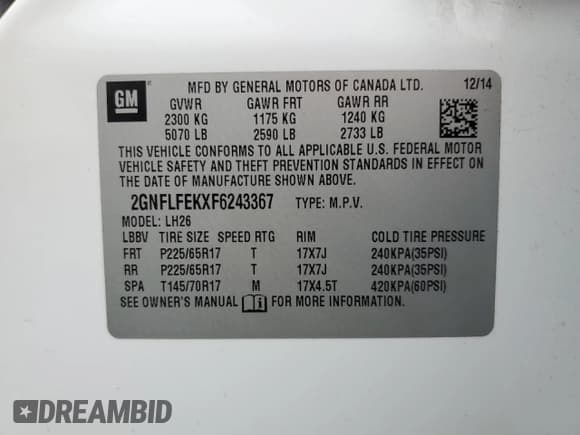 GM
MFD BY GENERAL MOTORS OF CANADA LTD. 12/14
GVWR GAWR FRT GAWR RR
2300 KG 1175 KG 1240 KG
5070 LB 2590 LB 2733 LB
THIS VEHICLE CONFORMS TO ALL APPLICABLE U.S. FEDERAL MOTOR
VEHICLE SAFETY AND THEFT PREVENTION STANDARDS IN EFFECT ON
THE DATE OF MANUFACTURE SHOWN ABOVE.
2GNFLFEKXF6243367 TYPE: M.P.V.
MODEL: LH26
LBBV TIRE SIZE SPEED RTG RIM COLD TIRE PRESSURE
FRT P225/65R17 T 17X7J 240KPA(35PSI)
RR P225/65R17 T 17X7J 240KPA(35PSI)
SPA T145/70R17 M 17X4.5T 420KPA(60PSI)
SEE OWNER'S MANUAL FOR MORE INFORMATION.
DREAMBID